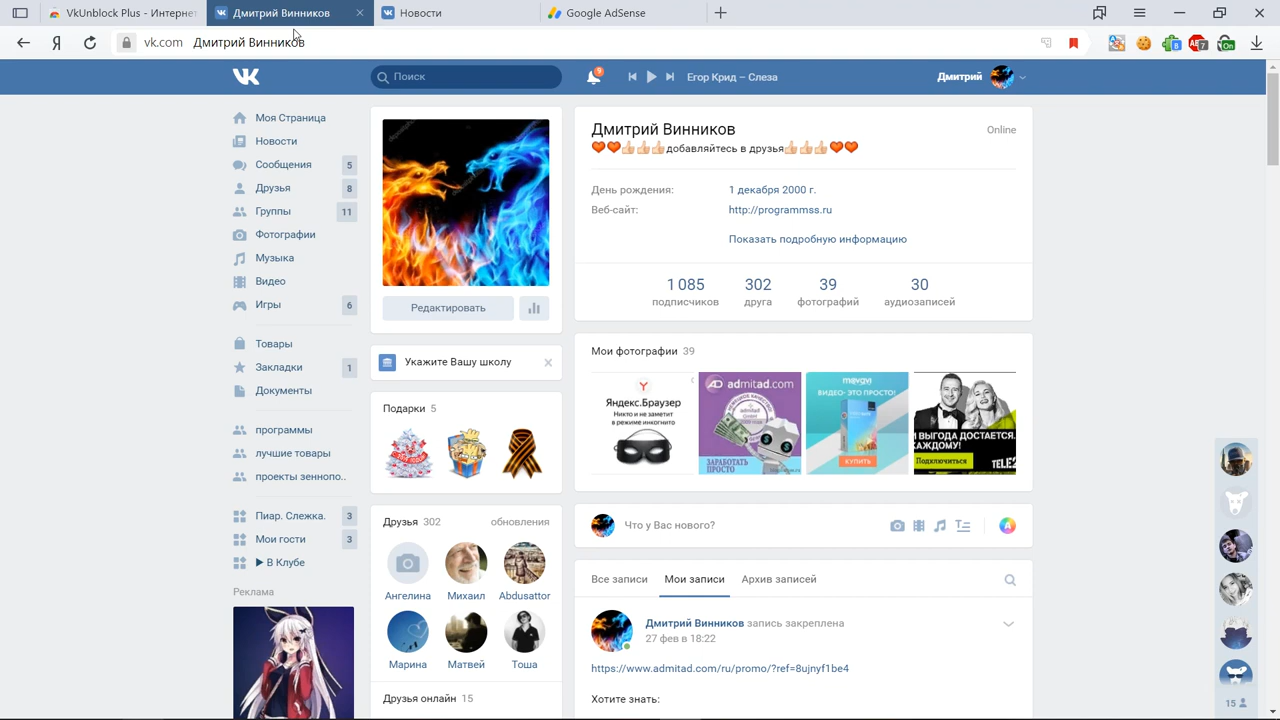 VkUnblock Plus - Интернет
Дмитрий Винников
Новости
Google AdSense
Я
vk.com Дмитрий Винников
Поиск
Егор Крид – Слеза
Дмитрий
Моя Страница
Новости
Сообщения 5
Друзья 8
Группы 11
Фотографии
Музыка
Видео
Игры 6
Товары
Закладки 1
Документы
программы
лучшие товары
проекты зеннопо..
Пиар. Слежка. 3
Мои гости 3
В Клубе
Реклама
Редактировать
Укажите Вашу школу
Подарки 5
Друзья 302 обновления
Ангелина Михаил Abdusattor
Марина Матвей Тоша
Друзья онлайн 15
Дмитрий Винников Online
добавляйтесь в друзья
День рождения: 1 декабря 2000 г.
Веб-сайт: http://programmss.ru
Показать подробную информацию
1 085 302 39 30
подписчиков друга фотографий аудиозаписей
Мои фотографии 39
Яндекс.Браузер
Никто и не заметит
в режиме инкогнито
admitad.com
ЗАРАБОТАТЬ
ПРОСТО
movavi
ВИДЕО - ЭТО ПРОСТО!
КУПИТЬ
И ВЫГОДА ДОСТАЕТСЯ
КАЖДОМУ!
Подключиться
TELE2
Что у Вас нового?
Все записи Мои записи Архив записей
Дмитрий Винников запись закреплена
27 фев в 18:22
https://www.admitad.com/ru/promo/?ref=8ujnyf1be4
Хотите знать:
15